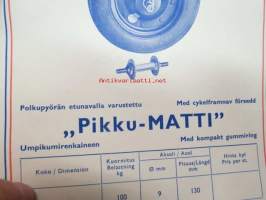 Antikvariaatti.net
Polkupyörän etunavalla varustettu
Med cykelframnav försedd
„Pikku-MATTI"
Umpikumirenkaineen
Med kompakt gummiring
Koko / Dimension
Kuormitus
Belastning
kg
Akseli / Axel
Ø mm
Pituus/Längd
mm
Hinta kpl
Pris per st.
100
9
130